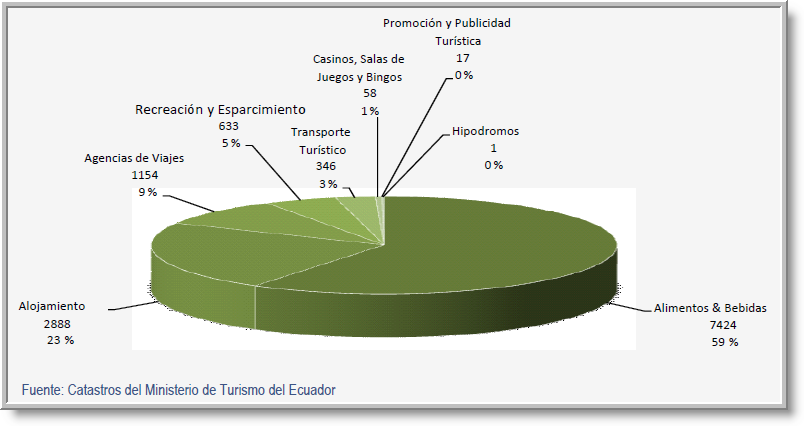 Promoción y Publicidad
Turística
17
0%
Casinos, Salas de
Juegos y Bingos
58
1%
Hipodromos
1
0%
Recreación y Esparcimiento
633
5%
Transporte
Turístico
346
3%
Agencias de Viajes
1154
9%
Alojamiento
2888
23 %
Alimentos & Bebidas
7424
59 %
Fuente: Catastros del Ministerio de Turismo del Ecuador